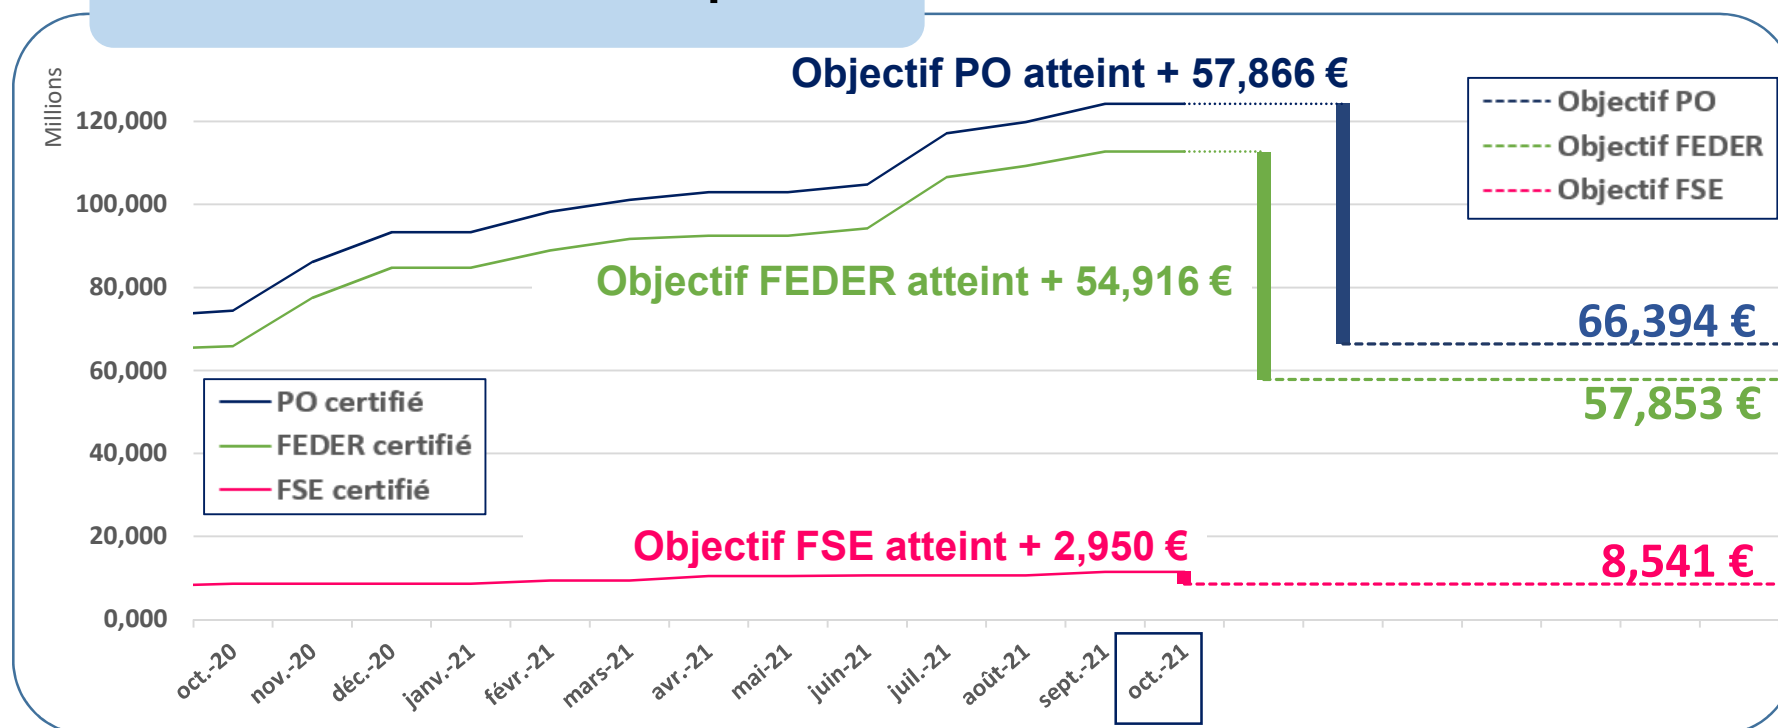 Objectif PO atteint + 57,866 €
Millions
120,000
100,000
80,000
60,000
40,000
20,000
0,000
Objectif PO
Objectif FEDER
Objectif FSE
Objectif FEDER atteint + 54,916 €
66,394 €
57,853 €
PO certifié
FEDER certifié
FSE certifié
Objectif FSE atteint + 2,950 €
8,541 €
oct.-20
nov.-20
déc.-20
janv.-21
févr.-21
mars-21
avr.-21
mai-21
juin-21
juil.-21
août-21
sept.-21
oct.-21